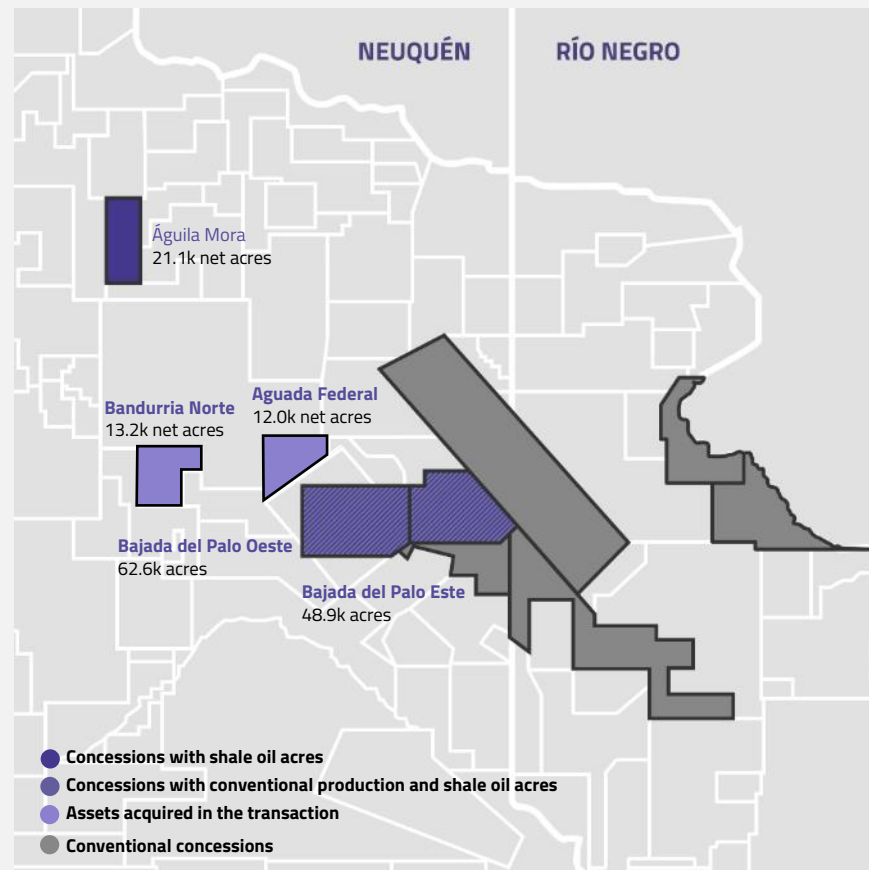 NEUQUÉN
RÍO NEGRO
Águila Mora
21.1k net acres
Bandurria Norte
13.2k net acres
Aguada Federal
12.0k net acres
Bajada del Palo Oeste
62.6k acres
Bajada del Palo Este
48.9k acres
Concessions with shale oil acres
Concessions with conventional production and shale oil acres
Assets acquired in the transaction
Conventional concessions